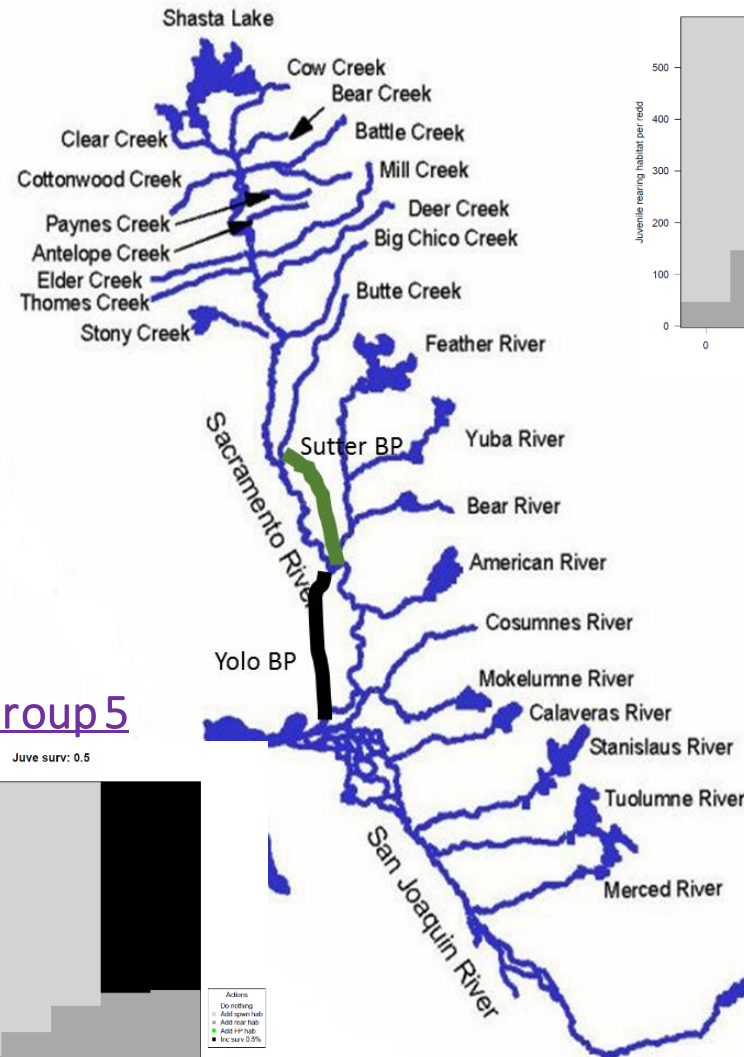 Shasta Lake
Cow Creek
Bear Creek
Clear Creek
Battle Creek
Cottonwood Creek
Mill Creek
Paynes Creek
Deer Creek
Antelope Creek
Big Chico Creek
Elder Creek
Thomes Creek
Butte Creek
Stony Creek
Feather River
Sacramento River
Sutter BP
Yuba River
Bear River
American River
Cosumnes River
Yolo BP
Mokelumne River
Calaveras River
Stanislaus River
Tuolumne River
Merced River
San Joaquin River
Juvenile rearing habitat per redd
500
400
300
200
100
0
0
roup 5
Juve surv: 0.5
Actions
Do nothing
Add spwn hab
Add rear hab
Add FP hab
Inc surv 0.5%